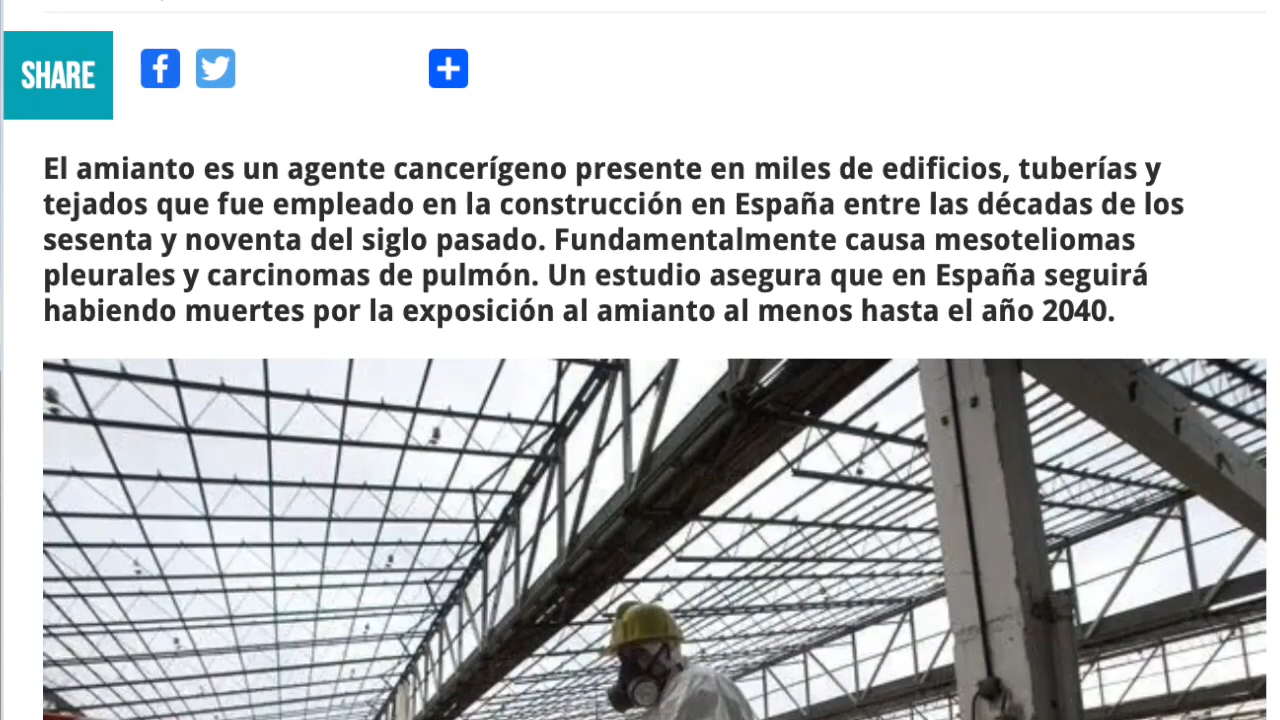 SHARE
El amianto es un agente cancerígeno presente en miles de edificios, tuberías y
tejados que fue empleado en la construcción en España entre las décadas de los
sesenta y noventa del siglo pasado. Fundamentalmente causa mesoteliomas
pleurales y carcinomas de pulmón. Un estudio asegura que en España seguirá
habiendo muertes por la exposición al amianto al menos hasta el año 2040.